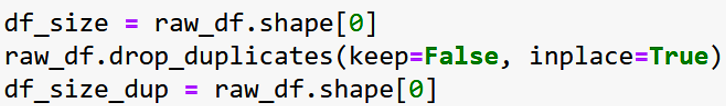 df_size = raw_df.shape[0]
raw_df.drop_duplicates(keep=False, inplace=True)
df_size_dup = raw_df.shape[0]